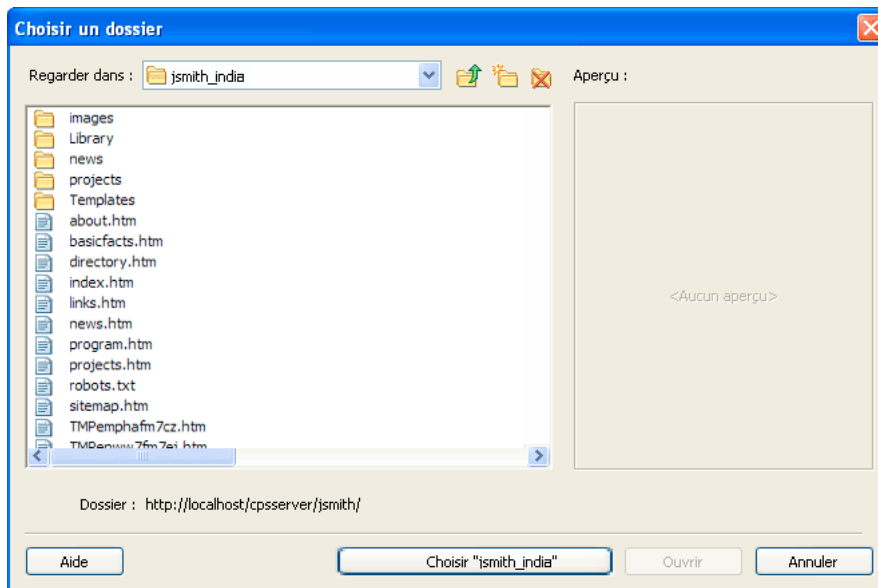 Choisir un dossier
Regarder dans : jsmith_india Aperçu :
images
Library
news
projects
Templates
about.htm
basicfacts.htm
directory.htm
index.htm
links.htm
news.htm
program.htm
projects.htm
robots.txt
sitemap.htm
TMPemphafm7cz.htm
<Aucun aperçu>
Dossier : http://localhost/cpsserver/jsmith/
Aide Choisir "jsmith_india" Ouvrir Annuler